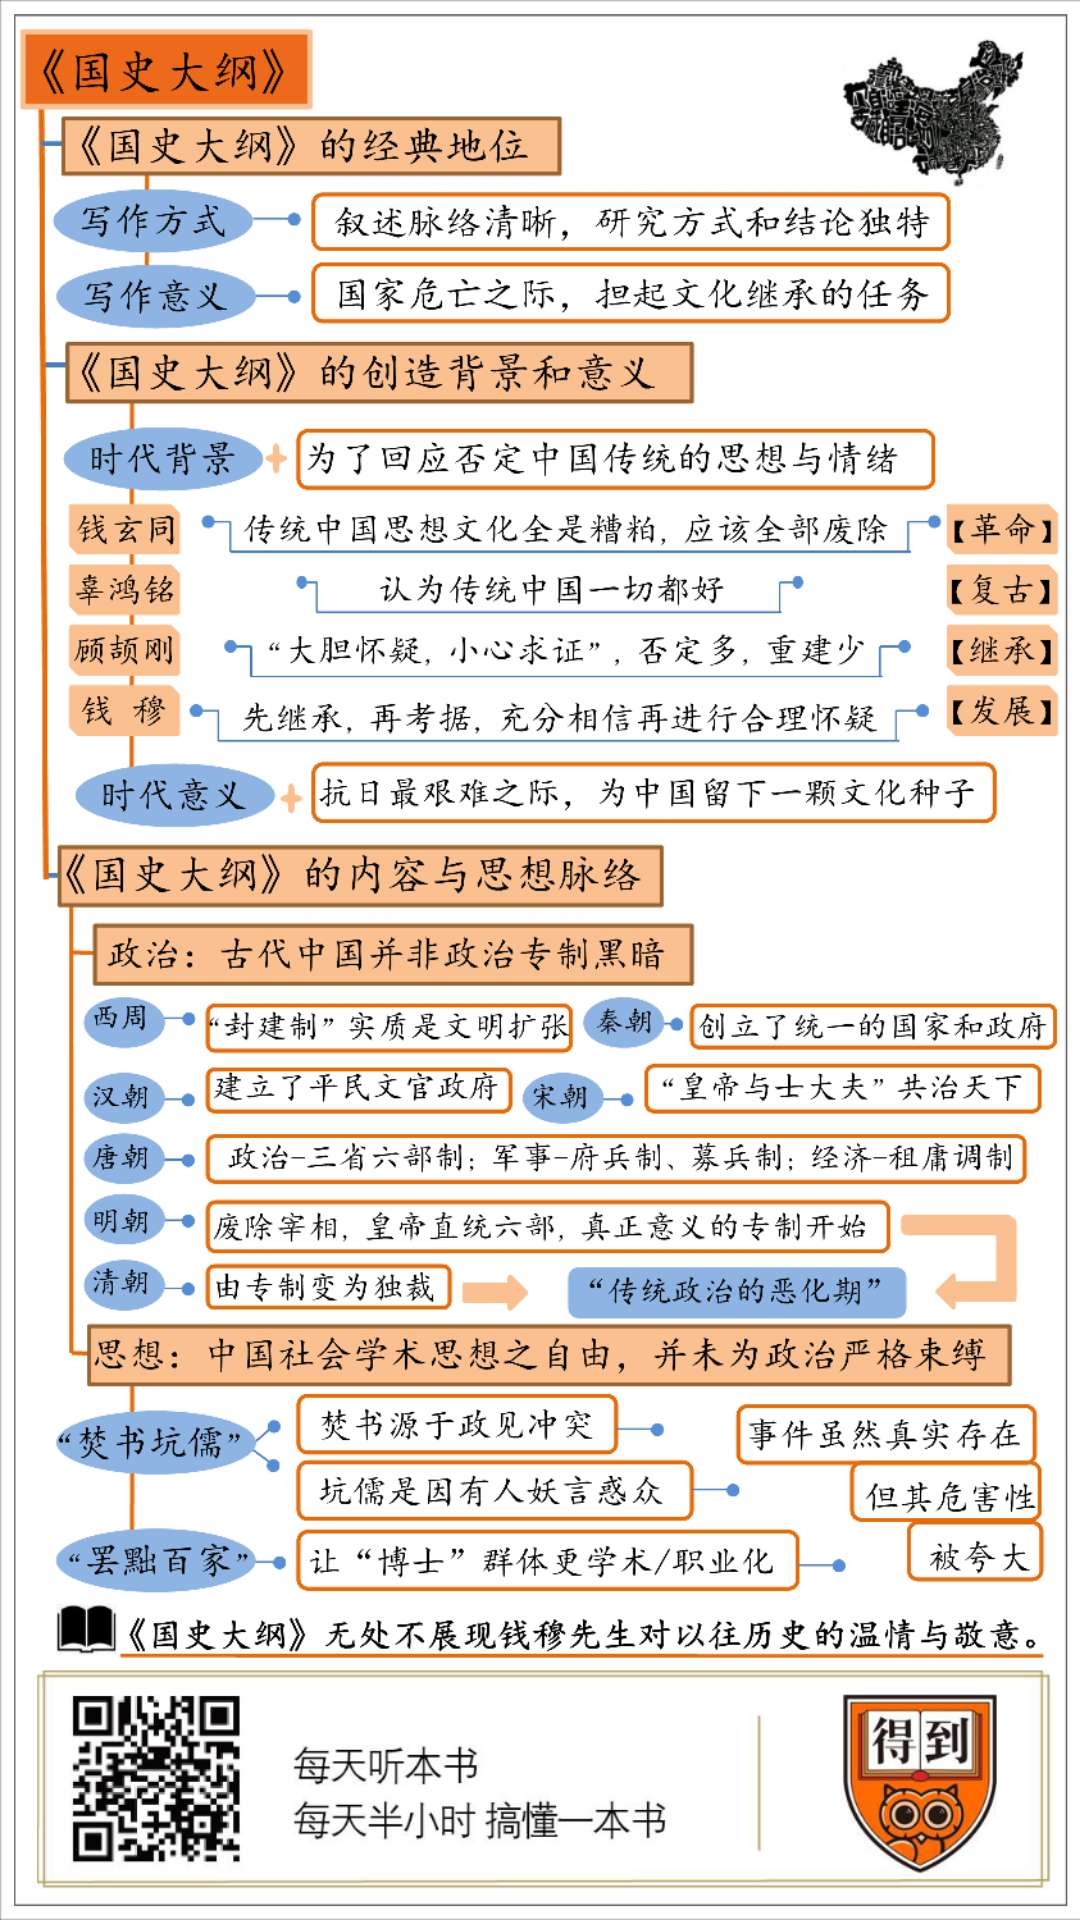 《国史大纲》
《国史大纲》的经典地位
写作方式
叙述脉络清晰，研究方式和结论独特
写作意义
国家危亡之际，担起文化继承的任务
《国史大纲》的创造背景和意义
时代背景
为了回应否定中国传统的思想与情绪
钱玄同
传统中国思想文化全是糟粕，应该全部废除
【革命】
辜鸿铭
认为传统中国一切都好
【复古】
顾颉刚
“大胆怀疑，小心求证”，否定多，重建少
【继承】
钱 穆
先继承，再考据，充分相信再进行合理怀疑
【发展】
时代意义
抗日最艰难之际，为中国留下一颗文化种子
《国史大纲》的内容与思想脉络
政治：古代中国并非政治专制黑暗
西周
“封建制”实质是文明扩张
秦朝
创立了统一的国家和政府
汉朝
建立了平民文官政府
宋朝
“皇帝与士大夫”共治天下
唐朝
政治-三省六部制；军事-府兵制、募兵制；经济-租庸调制
明朝
废除宰相，皇帝直统六部，真正意义的专制开始
清朝
由专制变为独裁
“传统政治的恶化期”
思想：中国社会学术思想之自由，并未为政治严格束缚
“焚书坑儒”
焚书源于政见冲突
坑儒是因有人妖言惑众
事件虽然真实存在
但其危害性
被夸大
“罢黜百家”
让“博士”群体更学术/职业化
《国史大纲》无处不展现钱穆先生对以往历史的温情与敬意。
每天听本书
每天半小时 搞懂一本书
得到